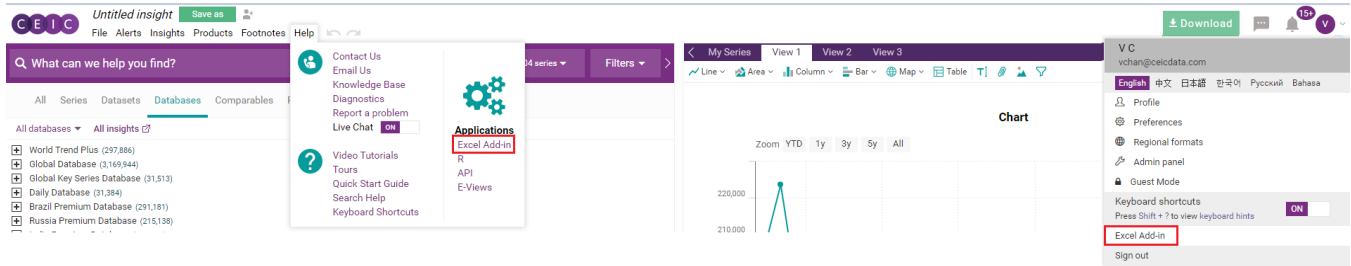 CEIC
Untitled insight Save as
File Alerts Insights Products Footnotes Help
Download
15+
V
What can we help you find?
04 series
Filters
All Series Datasets Databases Comparables
All databases All insights
World Trend Plus (297,886)
Global Database (3,169,944)
Global Key Series Database (31,513)
Daily Database (31,384)
Brazil Premium Database (291,181)
Russia Premium Database (215,138)
Contact Us
Email Us
Knowledge Base
Diagnostics
Report a problem
Live Chat ON
Video Tutorials
Tours
Quick Start Guide
Search Help
Keyboard Shortcuts
Applications
Excel Add-in
R
API
E-Views
My Series View 1 View 2 View 3
Line Area Column Bar Map Table T
Chart
Zoom YTD 1y 3y 5y All
220,000
210,000
V C
vchan@ceicdata.com
English 中文 日本語 한국어 Русский Bahasa
Profile
Preferences
Regional formats
Admin panel
Guest Mode
Keyboard shortcuts
Press Shift + ? to view keyboard hints
ON
Excel Add-in
Sign out